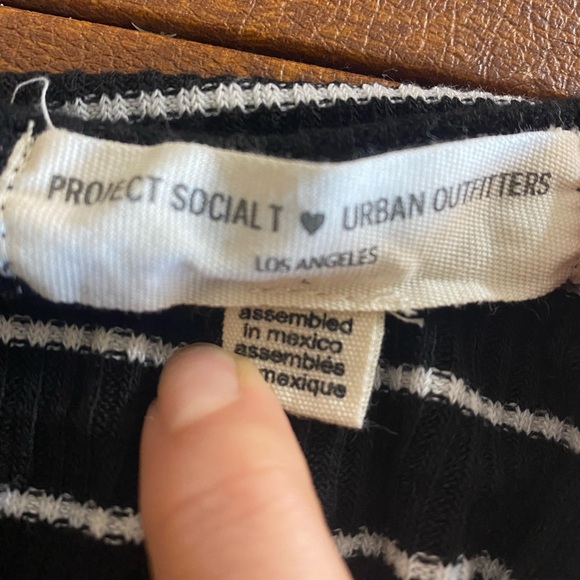 PROJECT SOCIAL T ♥ URBAN OUTFITTERS
LOS ANGELES
assembled
in mexico
assemblés
mexique